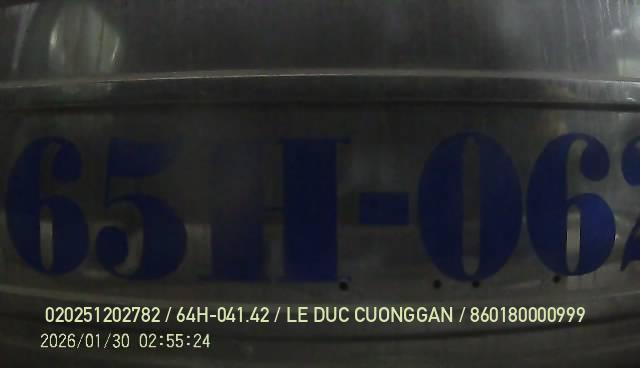 65H-062
020251202782 / 64H-041.42 / LE DUC CUONGGAN / 860180000999
2026/01/30 02:55:24